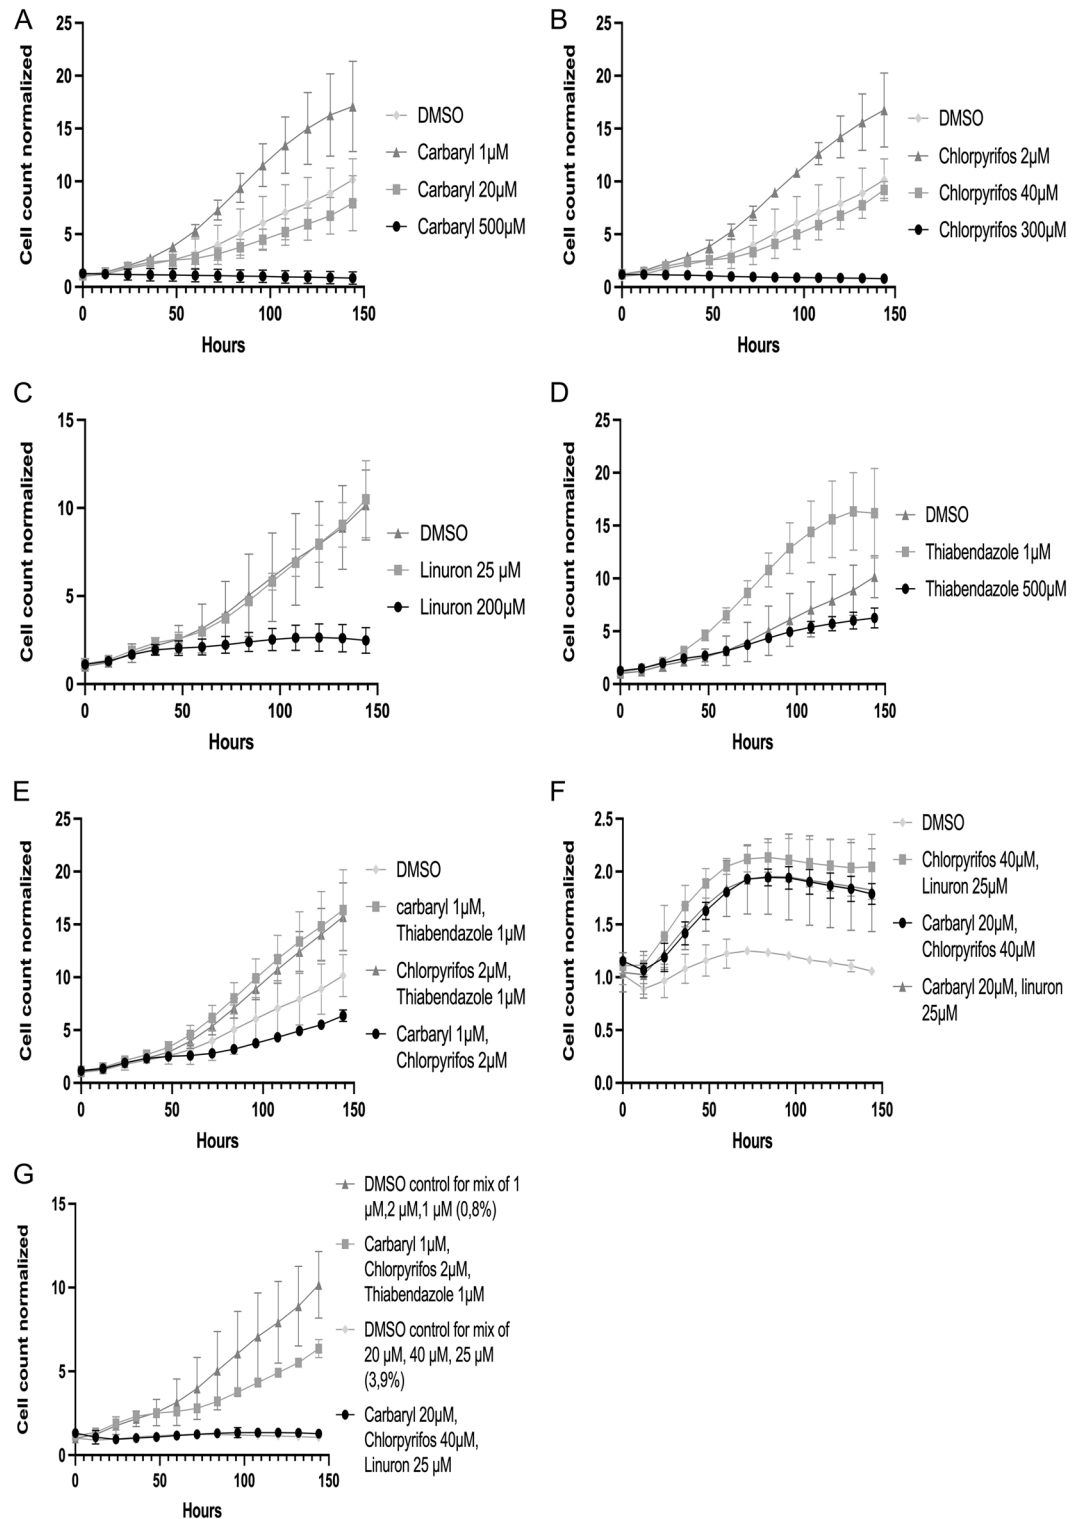 A
Cell count normalized
25
20
15
10
5
0
0
50
100
150
Hours
DMSO
Carbaryl 1µM
Carbaryl 20µM
Carbaryl 500µM
B
Cell count normalized
25
20
15
10
5
0
0
50
100
150
Hours
DMSO
Chlorpyrifos 2µM
Chlorpyrifos 40µM
Chlorpyrifos 300µM
C
Cell count normalized
15
10
5
0
0
50
100
150
Hours
DMSO
Linuron 25 µM
Linuron 200µM
D
Cell count normalized
25
20
15
10
5
0
0
50
100
150
Hours
DMSO
Thiabendazole 1µM
Thiabendazole 500µM
E
Cell count normalized
25
20
15
10
5
0
0
50
100
150
Hours
DMSO
carbaryl 1µM,
Thiabendazole 1µM
Chlorpyrifos 2µM,
Thiabendazole 1µM
Carbaryl 1µM,
Chlorpyrifos 2µM
F
Cell count normalized
2.5
2.0
1.5
1.0
0.5
0.0
0
50
100
150
Hours
DMSO
Chlorpyrifos 40µM,
Linuron 25µM
Carbaryl 20µM,
Chlorpyrifos 40µM
Carbaryl 20µM, linuron
25µM
G
Cell count normalized
15
10
5
0
0
50
100
150
Hours
DMSO control for mix of 1
µM,2 µM,1 µM (0,8%)
Carbaryl 1µM,
Chlorpyrifos 2µM,
Thiabendazole 1µM
DMSO control for mix of
20 µM, 40 µM, 25 µM
(3,9%)
Carbaryl 20µM,
Chlorpyrifos 40µM,
Linuron 25 µM